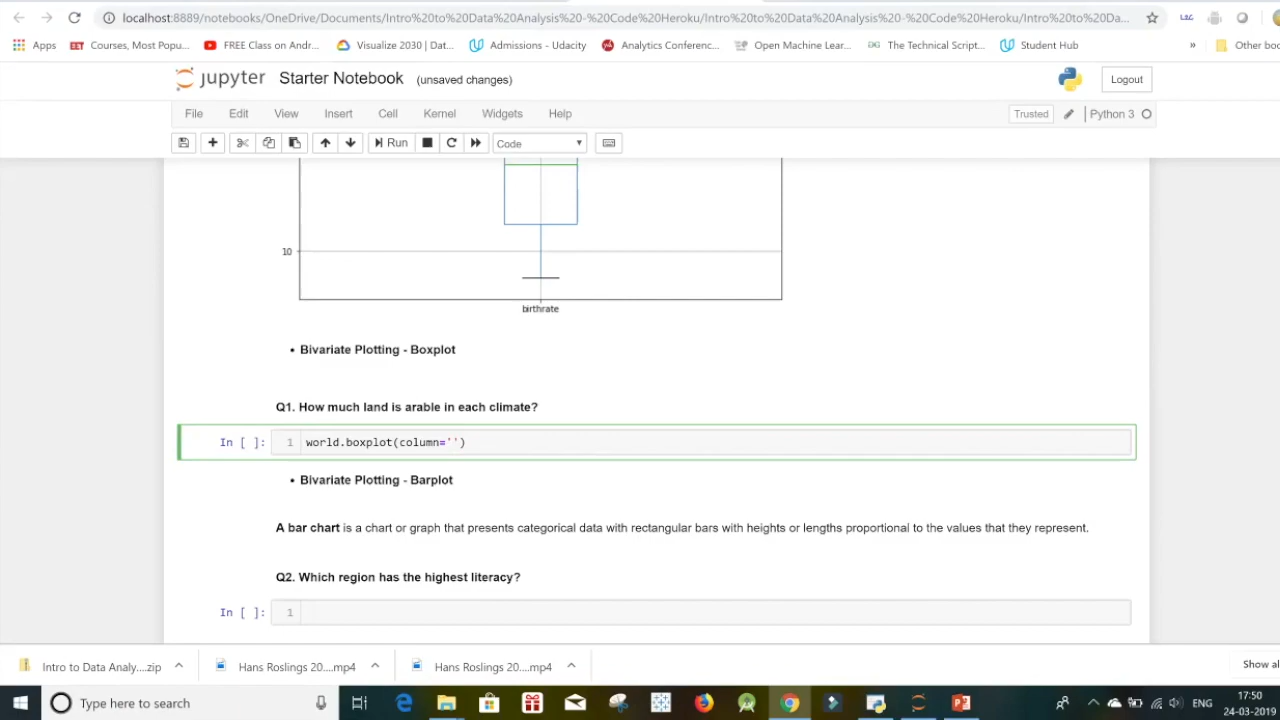 localhost:8889/notebooks/OneDrive/Documents/Intro%20to%20Data%20Analysis%20-%20Code%20Heroku/Intro%20to%20Data%20Analysis%20-%20Code%20Heroku/Intro%20to%20Da...
Apps Courses, Most Popu... FREE Class on Andr... Visualize 2030 | Dat... Admissions - Udacity Analytics Conferenc... Open Machine Lear... The Technical Script... Student Hub » Other boo
jupyter Starter Notebook (unsaved changes) Logout
File Edit View Insert Cell Kernel Widgets Help Trusted Python 3
Run Code
10
birthrate
• Bivariate Plotting - Boxplot
Q1. How much land is arable in each climate?
In [ ]: 1 world.boxplot(column='')
• Bivariate Plotting - Barplot
A bar chart is a chart or graph that presents categorical data with rectangular bars with heights or lengths proportional to the values that they represent.
Q2. Which region has the highest literacy?
In [ ]: 1
Intro to Data Analy....zip Hans Roslings 20....mp4 Hans Roslings 20....mp4 Show al
Type here to search ENG 17:50
24-03-2019